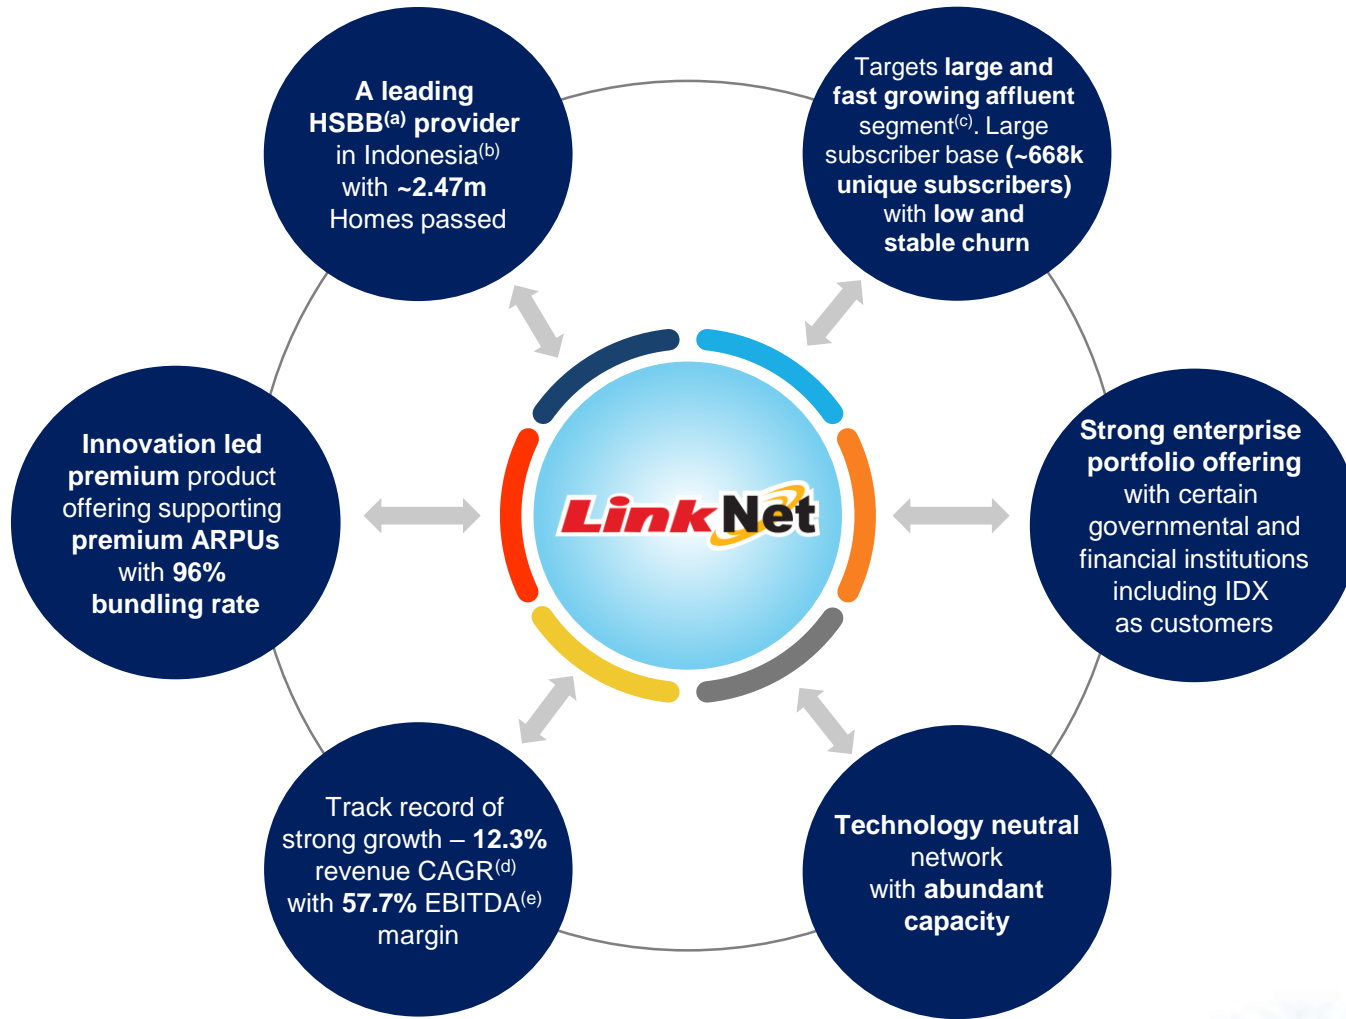 A leading
HSBB(a) provider
in Indonesia(b)
with ~2.47m
Homes passed
Targets large and
fast growing affluent
segment(c). Large
subscriber base (~668k
unique subscribers)
with low and
stable churn
Innovation led
premium product
offering supporting
premium ARPUs
with 96%
bundling rate
LinkNet
Strong enterprise
portfolio offering
with certain
governmental and
financial institutions
including IDX
as customers
Track record of
strong growth – 12.3%
revenue CAGR(d)
with 57.7% EBITDA(e)
margin
Technology neutral
network
with abundant
capacity